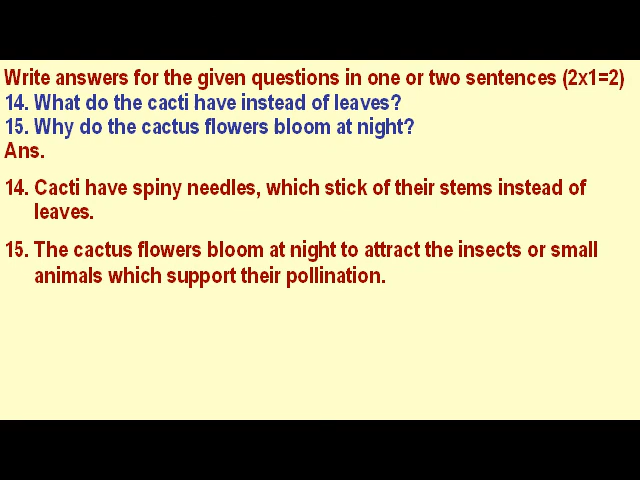 Write answers for the given questions in one or two sentences (2x1=2)
14. What do the cacti have instead of leaves?
15. Why do the cactus flowers bloom at night?
Ans.
14. Cacti have spiny needles, which stick of their stems instead of
leaves.
15. The cactus flowers bloom at night to attract the insects or small
animals which support their pollination.